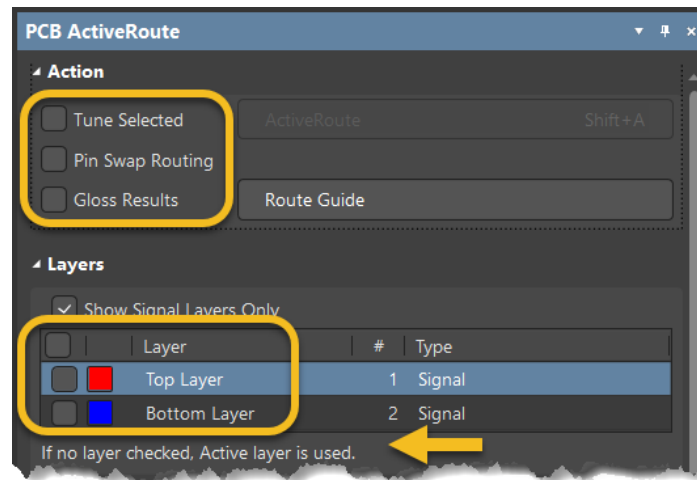 PCB ActiveRoute
Action
Tune Selected ActiveRoute Shift+A
Pin Swap Routing
Gloss Results Route Guide
Layers
Show Signal Layers Only
Layer # Type
Top Layer 1 Signal
Bottom Layer 2 Signal
If no layer checked, Active layer is used.